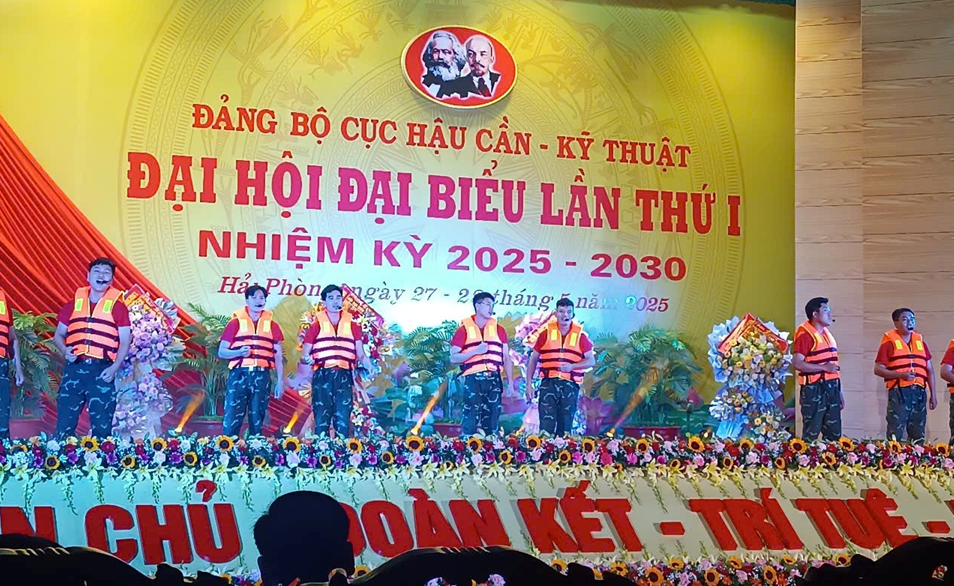 ĐẢNG BỘ CỤC HẬU CẦN - KỸ THUẬT
ĐẠI HỘI ĐẠI BIỂU LẦN THỨ I
NHIỆM KỲ 2025 - 2030
Hải Phòng, ngày 27 - 28 tháng 5 năm 2025
CHỦ - ĐOÀN KẾT - TRÍ TUỆ -